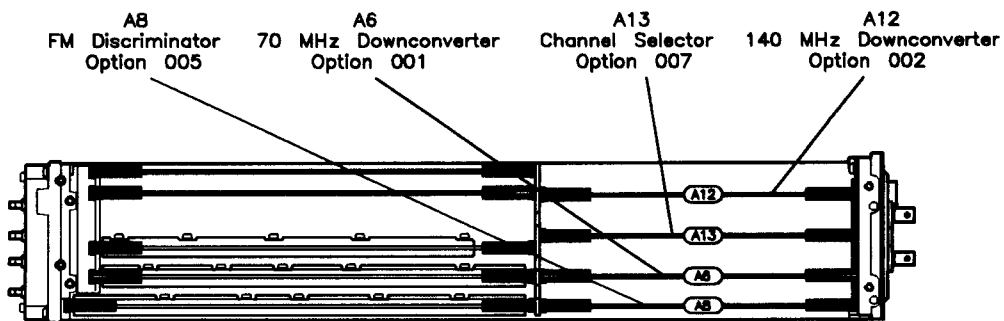 A8
FM Discriminator
Option 005
A6
70 MHz Downconverter
Option 001
A13
Channel Selector
Option 007
A12
140 MHz Downconverter
Option 002
A12
A13
A6
A8